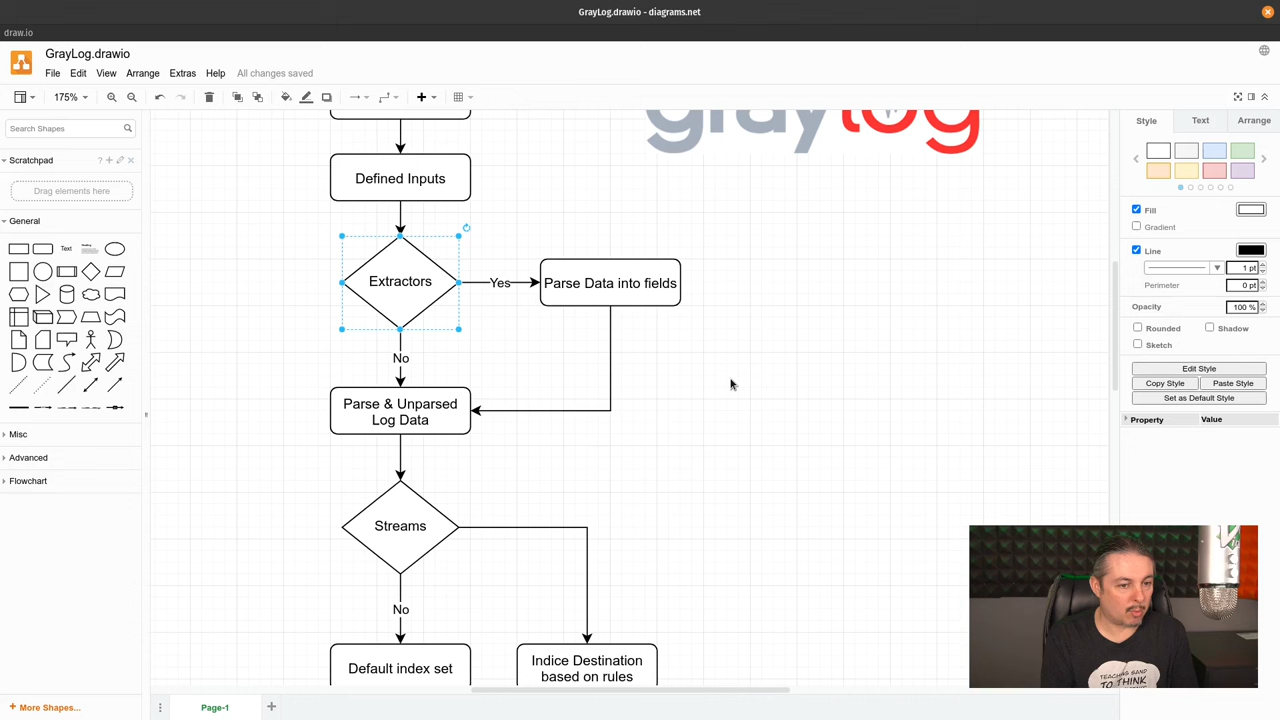 GrayLog.drawio - diagrams.net
draw.io
GrayLog.drawio
File Edit View Arrange Extras Help All changes saved
175%
Search Shapes
Scratchpad
Drag elements here
General
Text
Misc
Advanced
Flowchart
More Shapes...
graylog
Defined Inputs
Extractors
Yes
Parse Data into fields
No
Parse & Unparsed
Log Data
Streams
No
Default index set
Indice Destination
based on rules
Page-1
Style Text Arrange
Fill
Gradient
Line
1 pt
Perimeter
0 pt
Opacity
100 %
Rounded
Shadow
Sketch
Edit Style
Copy Style
Paste Style
Set as Default Style
Property
Value
TEACHING SAND
TO THINK